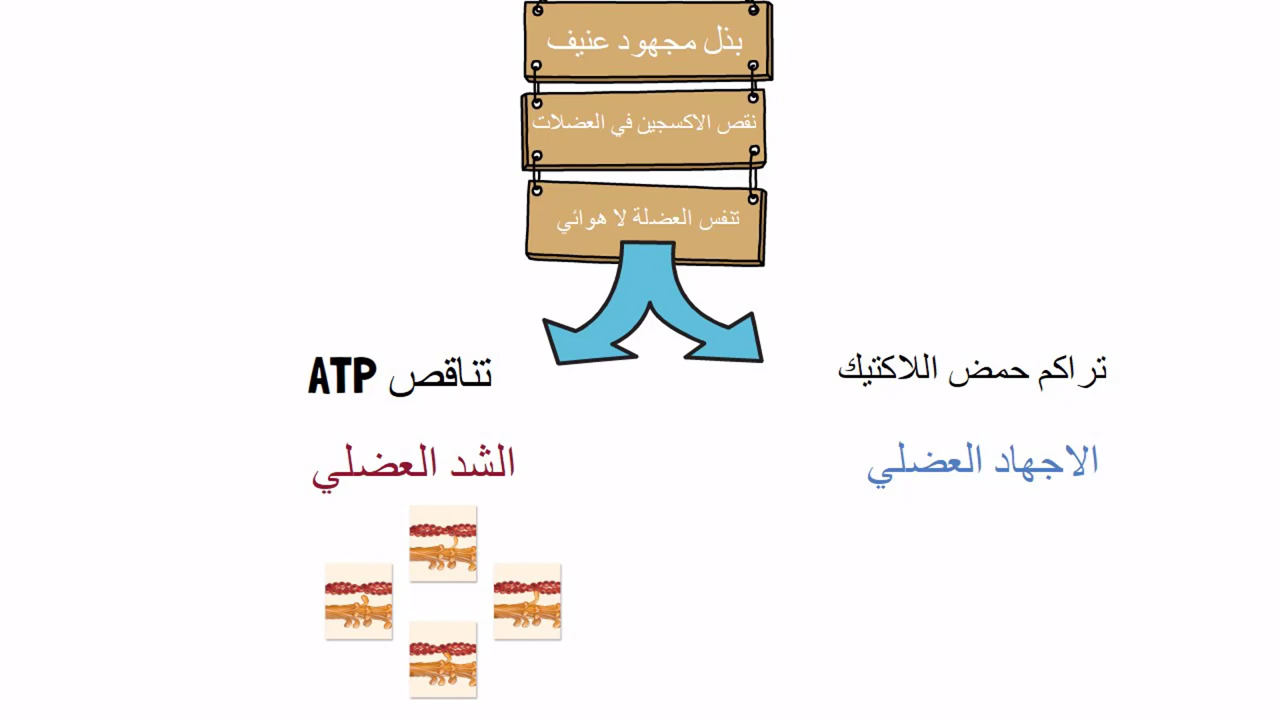 بذل مجهود عنيف
نقص الاكسجين في العضلات
تنفس العضلة لا هوائي
تراكم حمض اللاكتيك
تناقص ATP
الاجهاد العضلي
الشد العضلي